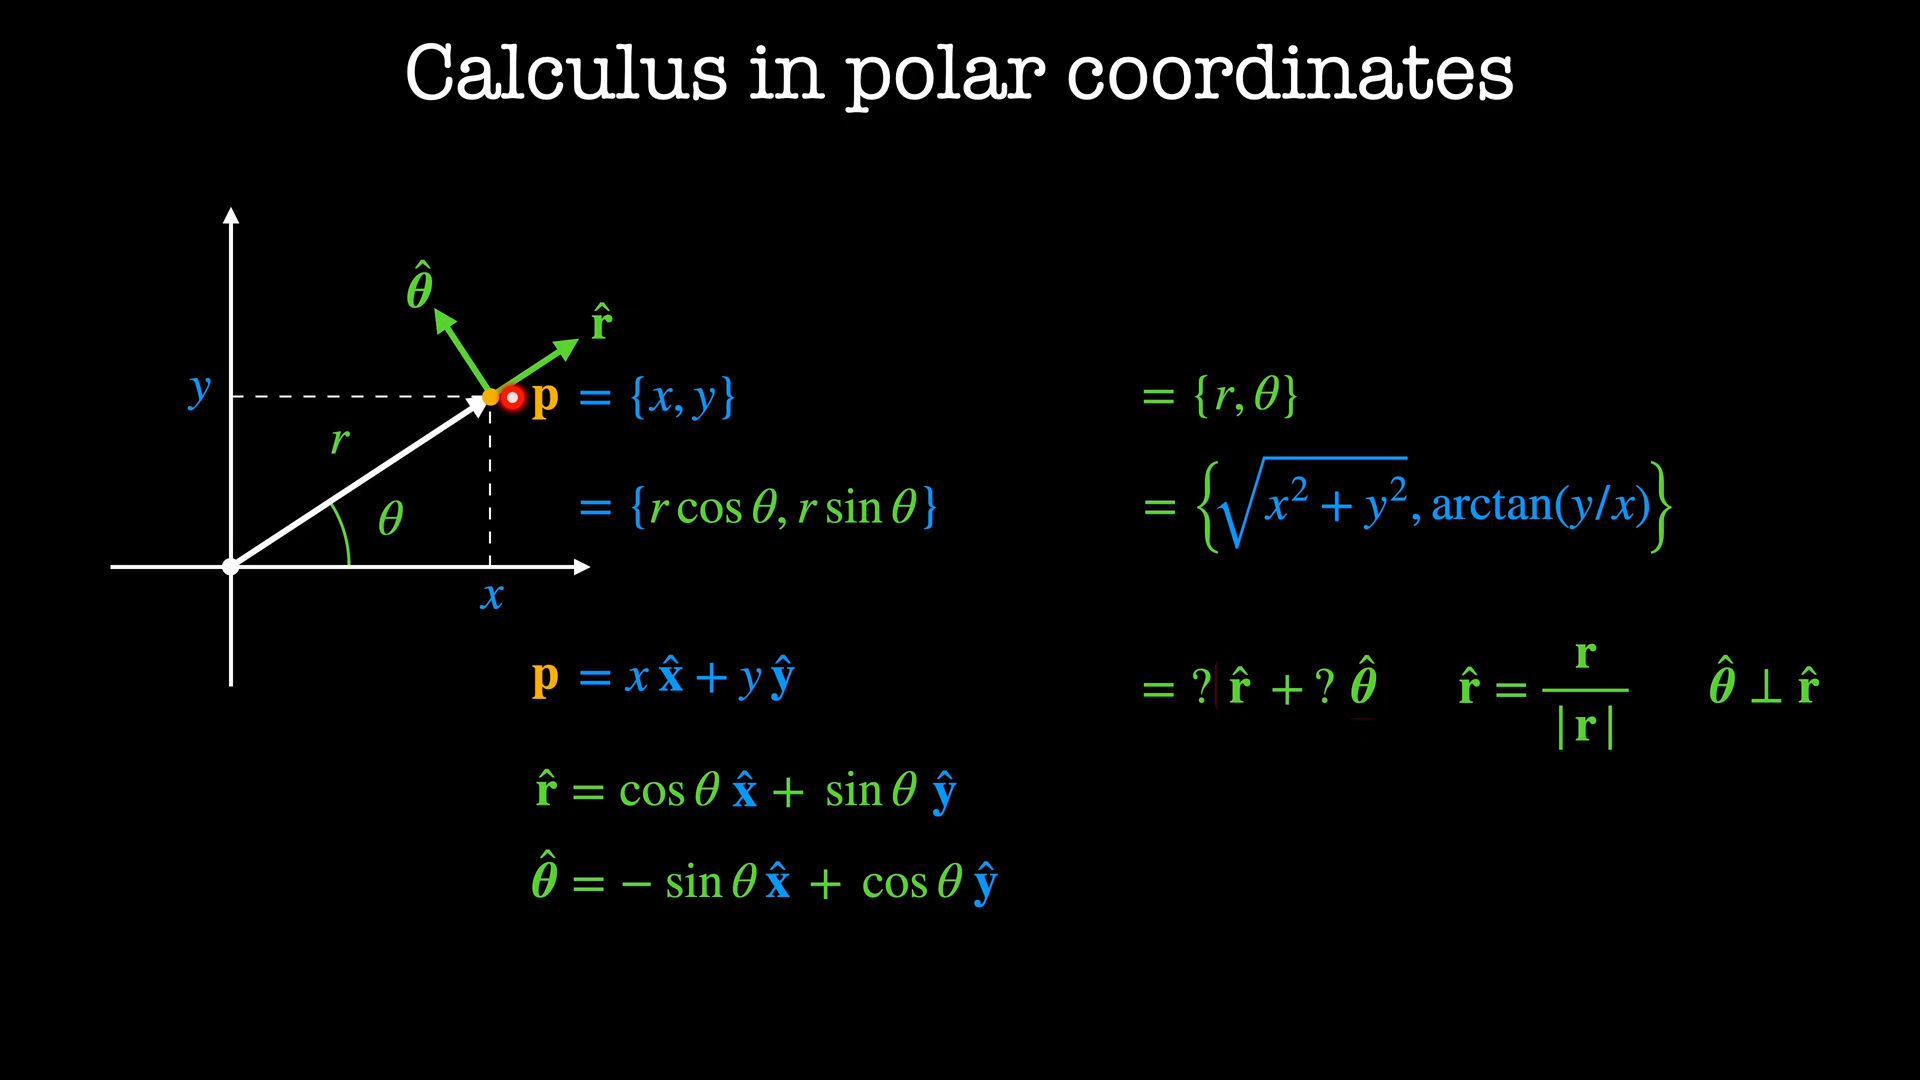 Calculus in polar coordinates
θ̂
r̂
y
p = {x, y}
= {r, θ}
r
θ
= {r cos θ, r sin θ}
= {√(x² + y²), arctan(y/x)}
x
p = x x̂ + y ŷ
= ? r̂ + ? θ̂
r̂ = r / |r|
θ̂ ⊥ r̂
r̂ = cos θ x̂ + sin θ ŷ
θ̂ = − sin θ x̂ + cos θ ŷ